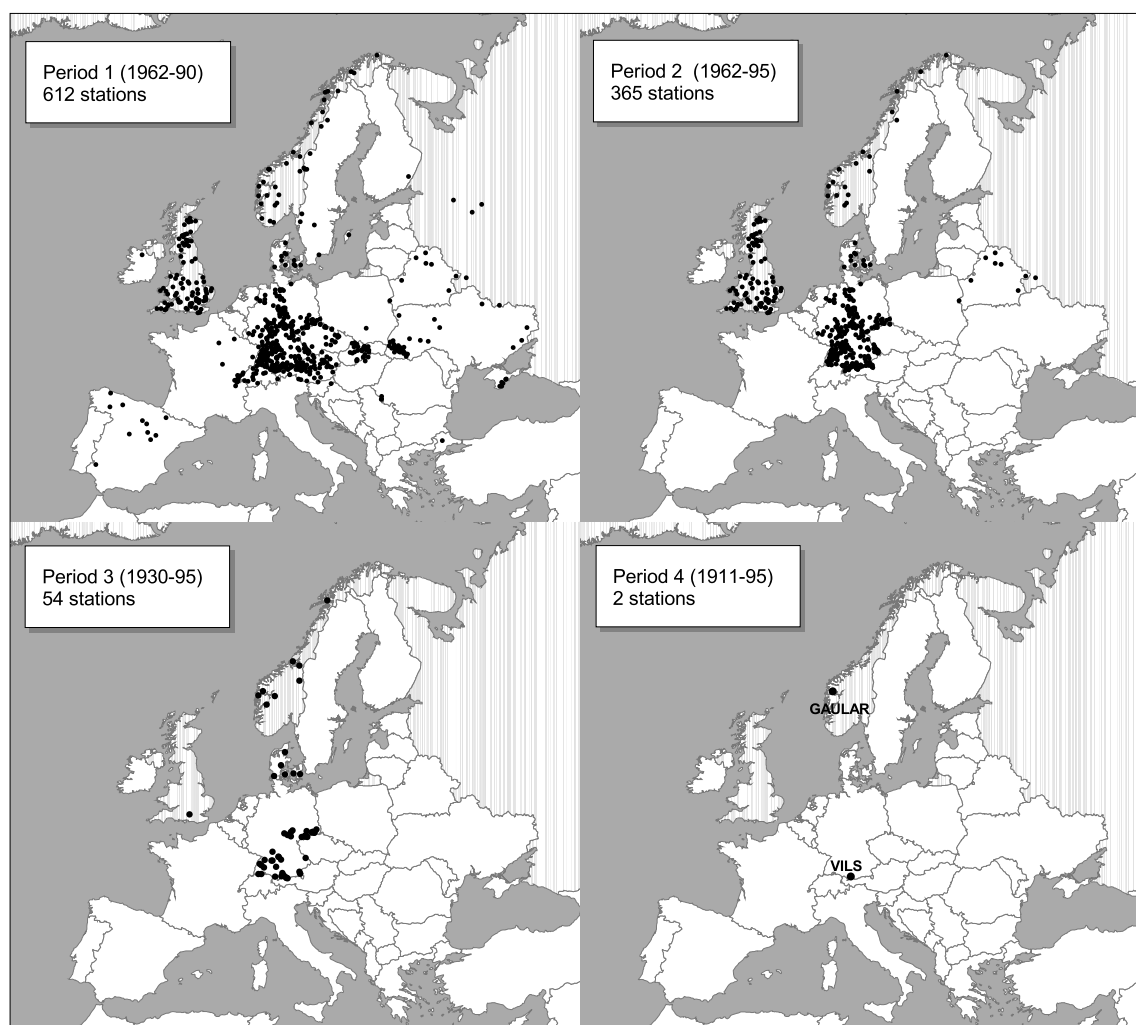 Period 1 (1962-90)
612 stations
Period 2 (1962-95)
365 stations
Period 3 (1930-95)
54 stations
Period 4 (1911-95)
2 stations
GAULAR
VILS